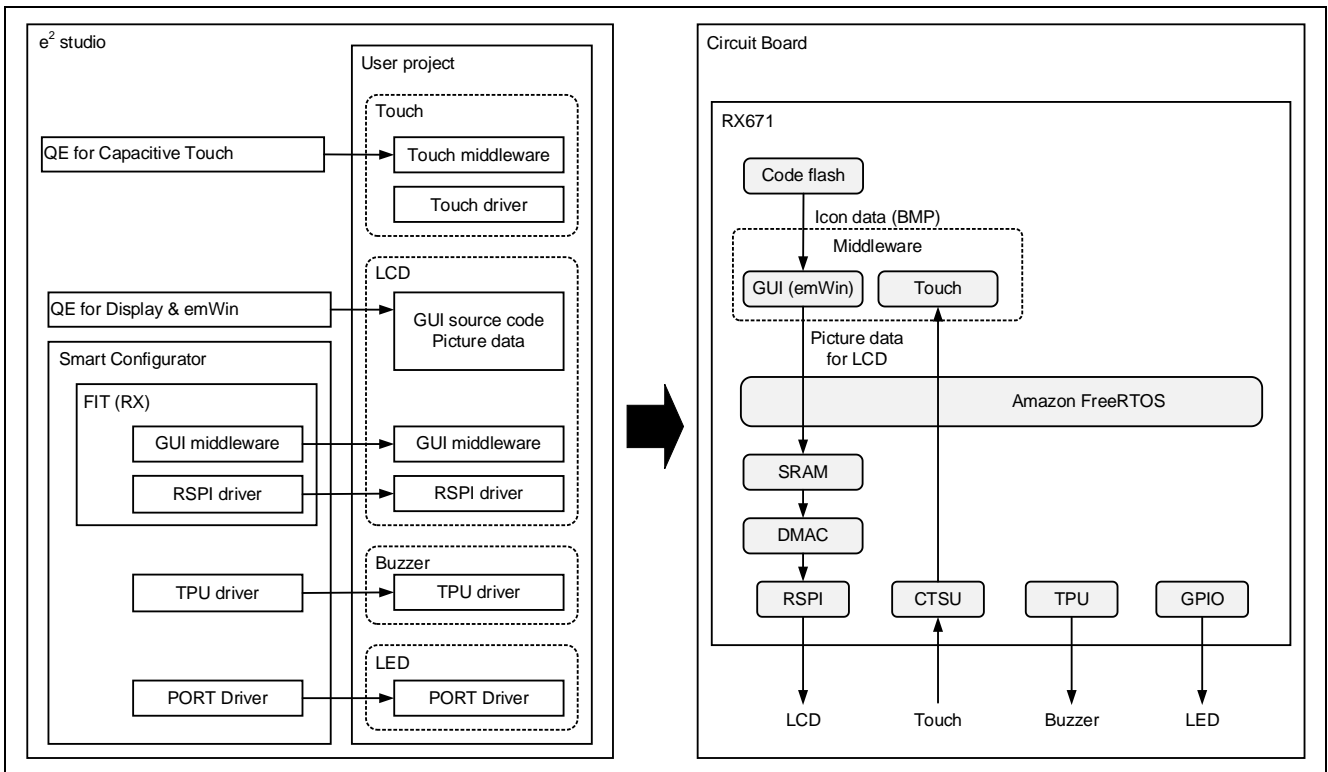 e² studio
User project
Touch
QE for Capacitive Touch
Touch middleware
Touch driver
LCD
QE for Display & emWin
GUI source code
Picture data
Smart Configurator
FIT (RX)
GUI middleware
GUI middleware
RSPI driver
RSPI driver
Buzzer
TPU driver
TPU driver
LED
PORT Driver
PORT Driver
Circuit Board
RX671
Code flash
Icon data (BMP)
Middleware
GUI (emWin)
Touch
Picture data
for LCD
Amazon FreeRTOS
SRAM
DMAC
RSPI
CTSU
TPU
GPIO
LCD
Touch
Buzzer
LED